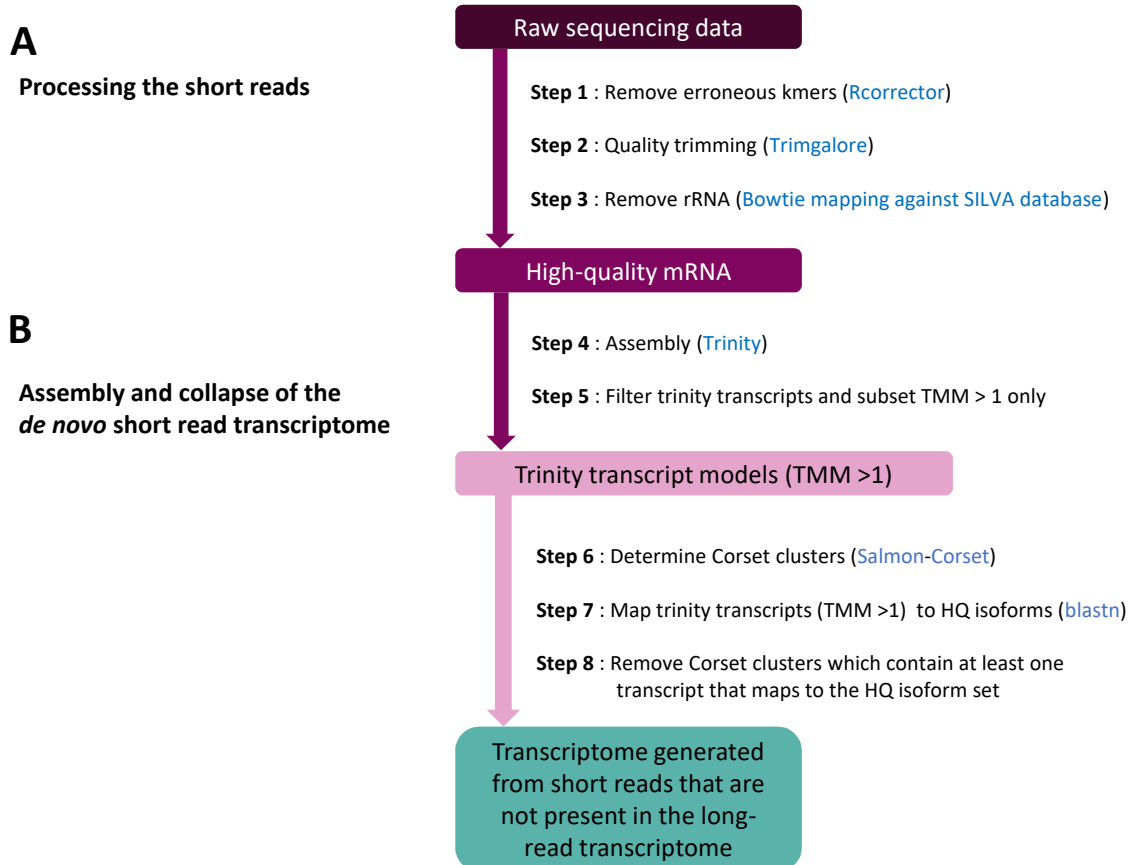 A
Processing the short reads
Raw sequencing data
Step 1 : Remove erroneous kmers (Rcorrector)
Step 2 : Quality trimming (Trimgalore)
Step 3 : Remove rRNA (Bowtie mapping against SILVA database)
High-quality mRNA
B
Assembly and collapse of the
de novo short read transcriptome
Step 4 : Assembly (Trinity)
Step 5 : Filter trinity transcripts and subset TMM > 1 only
Trinity transcript models (TMM >1)
Step 6 : Determine Corset clusters (Salmon-Corset)
Step 7 : Map trinity transcripts (TMM >1) to HQ isoforms (blastn)
Step 8 : Remove Corset clusters which contain at least one
transcript that maps to the HQ isoform set
Transcriptome generated
from short reads that are
not present in the long-
read transcriptome